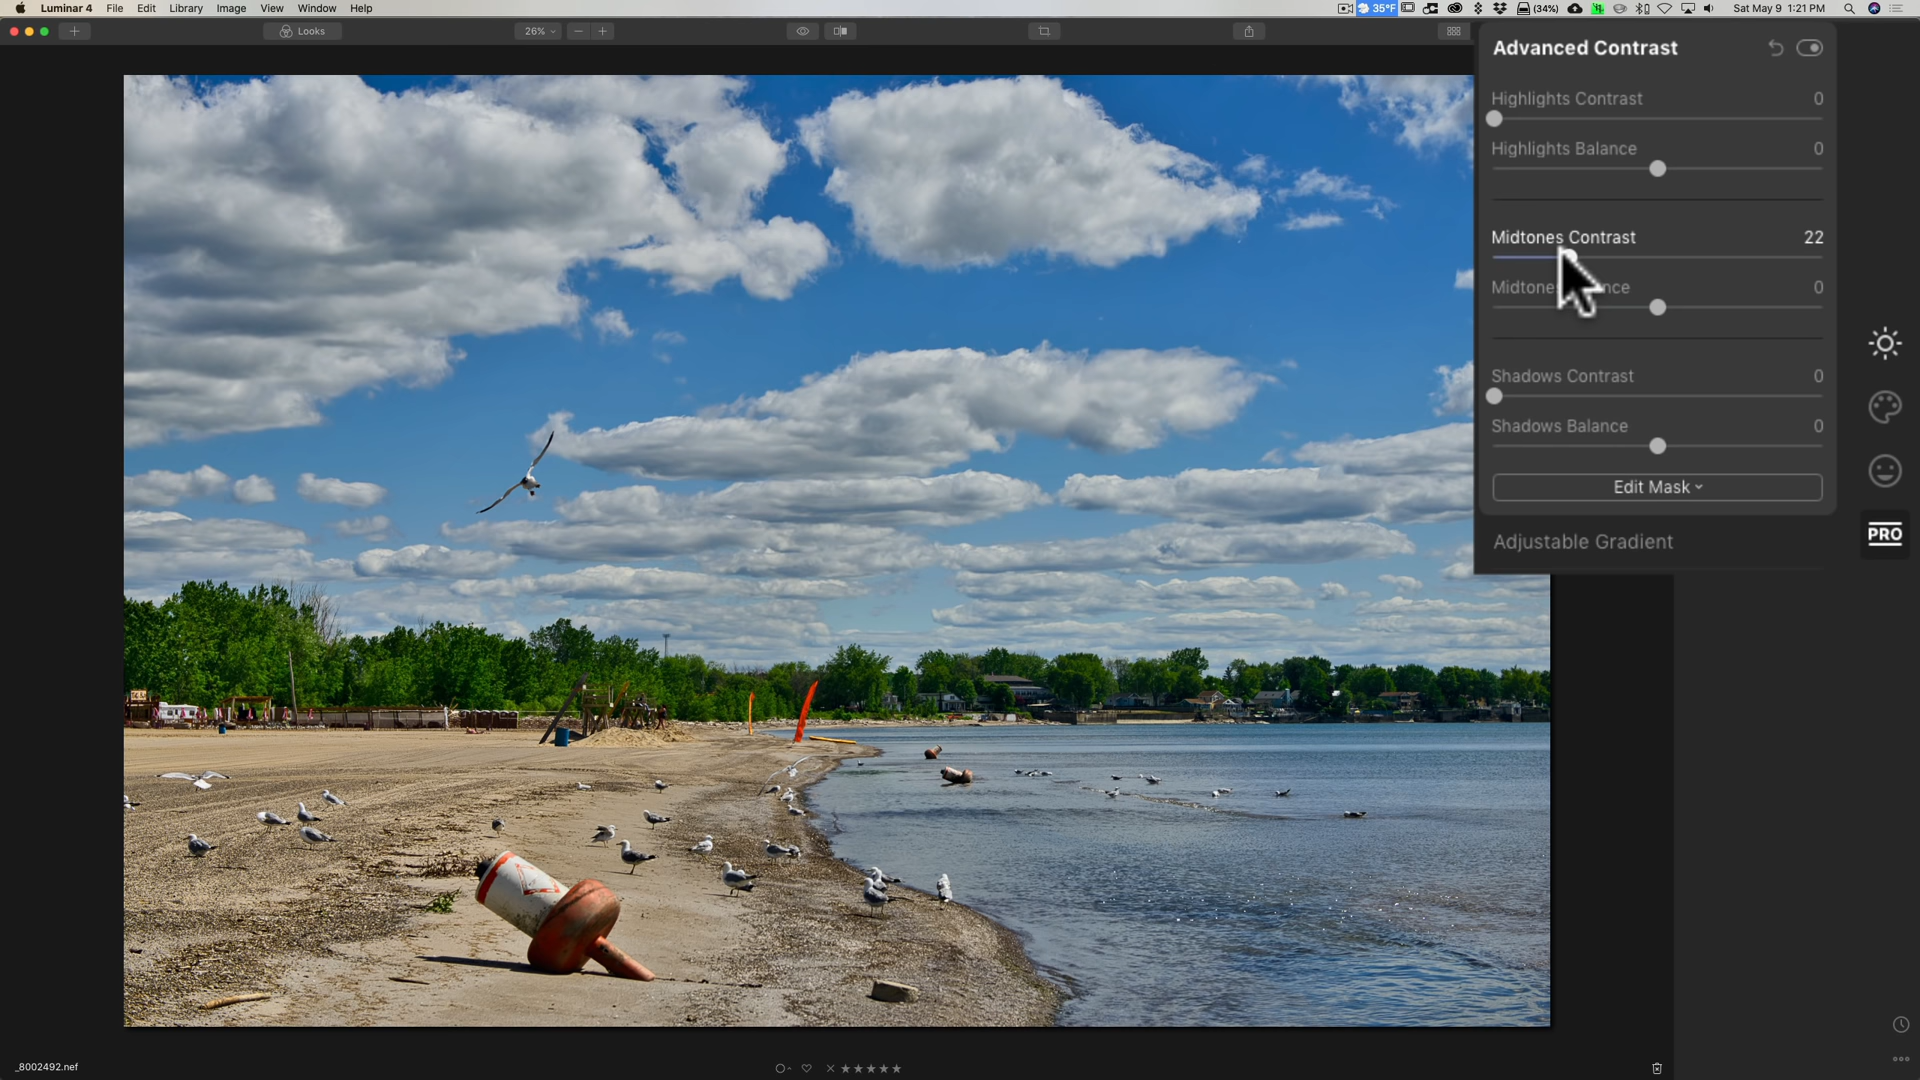 Luminar 4 File Edit Library Image View Window Help 35°F (34%) Sat May 9 1:21 PM
Looks 26%
Advanced Contrast
Highlights Contrast 0
Highlights Balance 0
Midtones Contrast 22
0
Shadows Contrast 0
Shadows Balance 0
Edit Mask
Adjustable Gradient
PRO
_8002492.nef